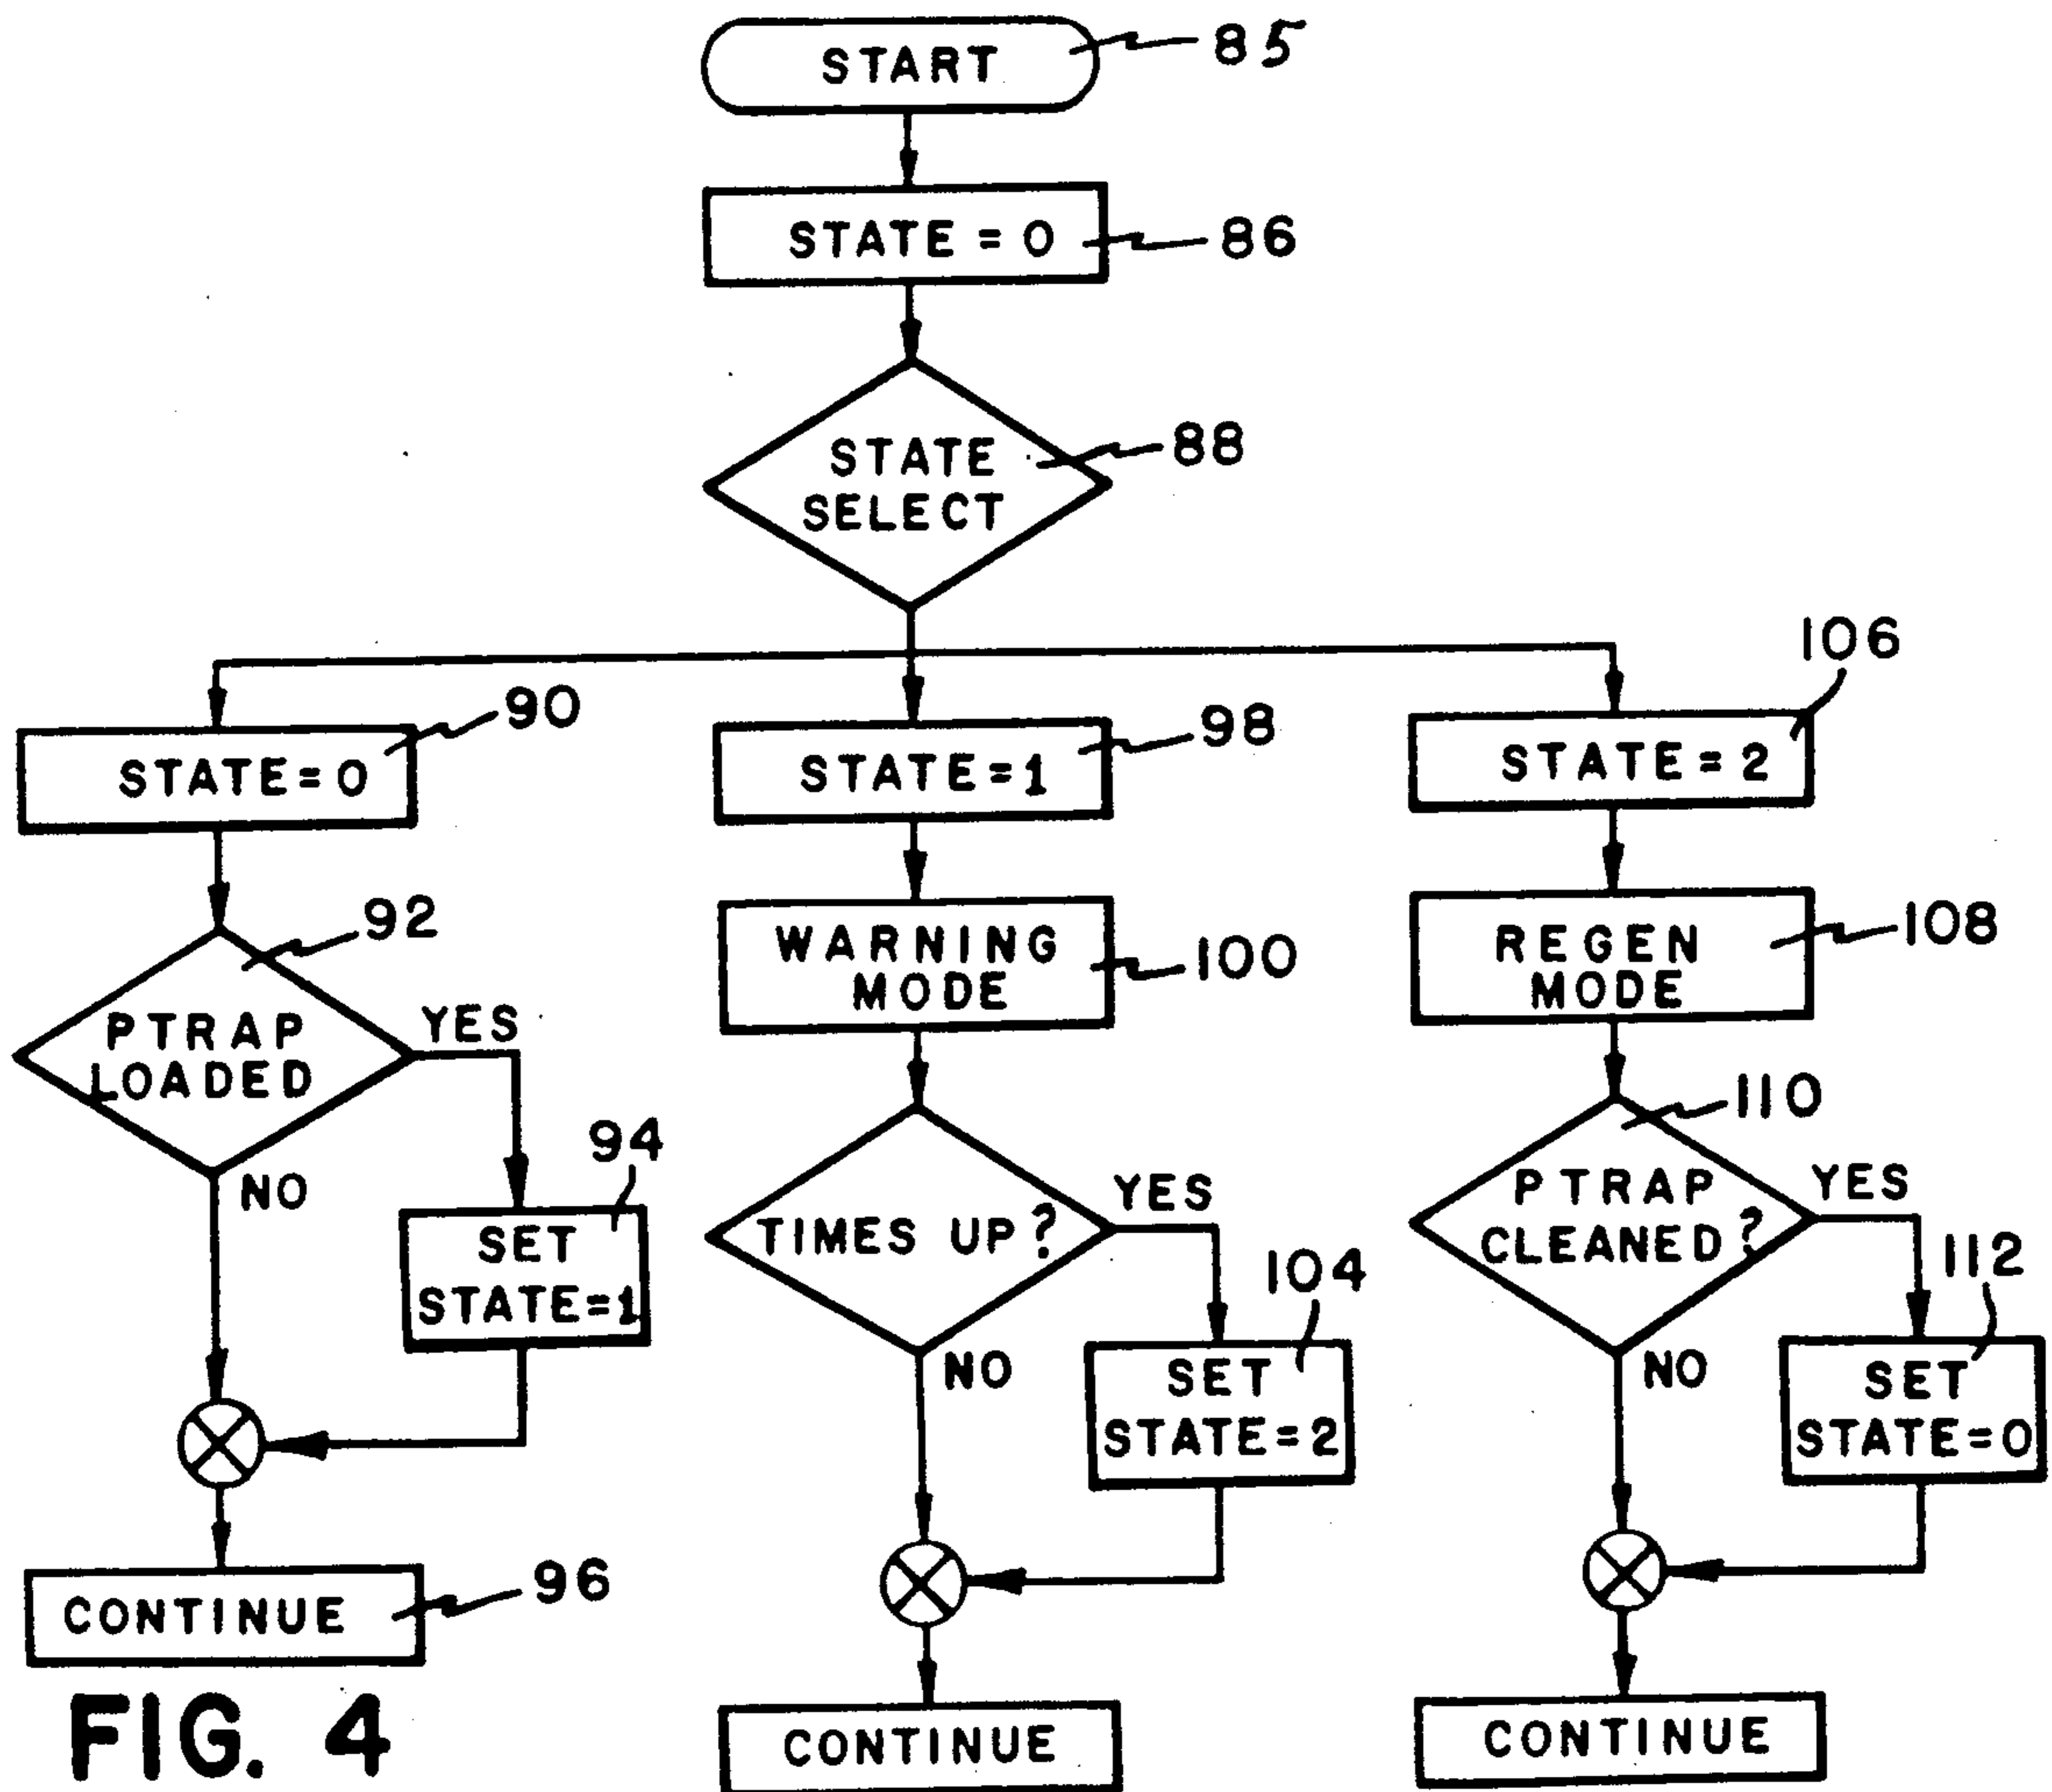 START
85
STATE = 0
86
STATE
SELECT
88
STATE=0
90
PTRAP
LOADED
92
YES
NO
SET
STATE=1
94
CONTINUE
96
STATE=1
98
WARNING
MODE
100
TIMES UP?
YES
NO
SET
STATE=2
104
CONTINUE
STATE=2
106
REGEN
MODE
108
PTRAP
CLEANED?
110
YES
NO
SET
STATE=0
112
CONTINUE
FIG. 4